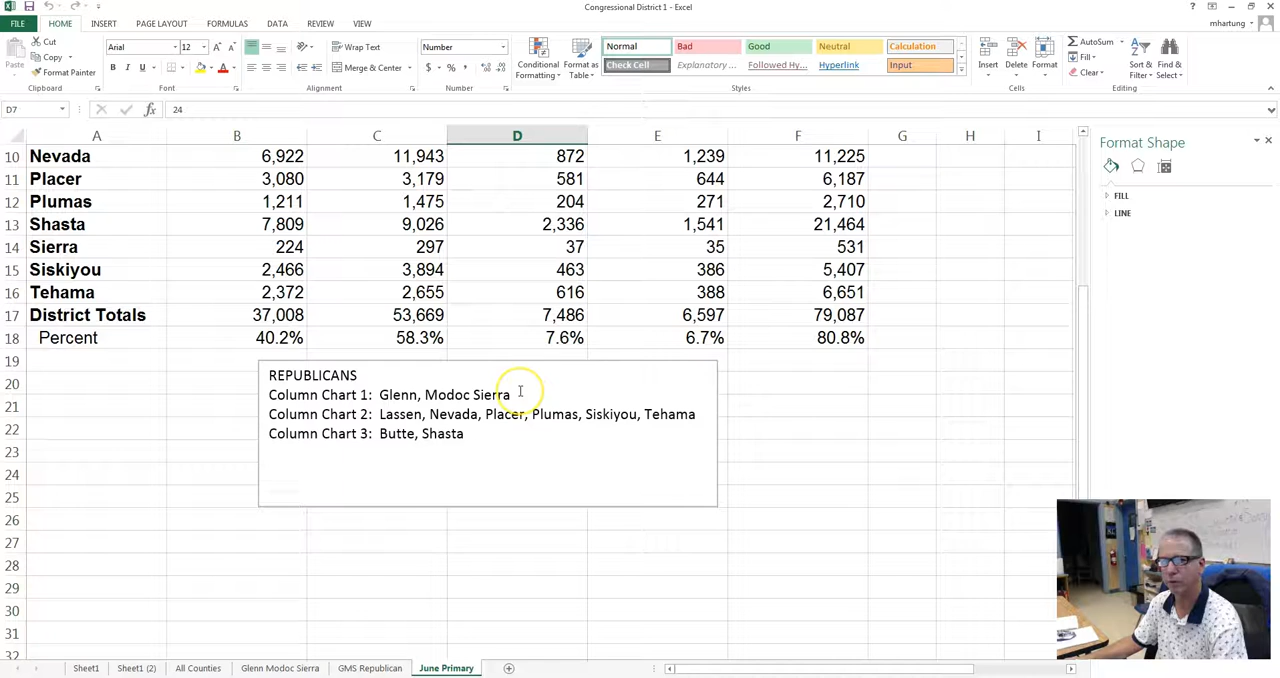 Congressional District 1 - Excel
mhartung
FILE HOME INSERT PAGE LAYOUT FORMULAS DATA REVIEW VIEW
Paste
Cut
Copy
Format Painter
Clipboard
Arial 12
B I U
Font
Wrap Text
Merge & Center
Alignment
Number
$ % ,
Number
Conditional Formatting
Format as Table
Normal Bad Good Neutral Calculation
Check Cell Explanatory ... Followed Hy... Hyperlink Input
Styles
Insert Delete Format
Cells
AutoSum
Fill
Clear
Sort & Filter
Find & Select
Editing
D7 fx 24
A B C D E F G H I
10 Nevada 6,922 11,943 872 1,239 11,225
11 Placer 3,080 3,179 581 644 6,187
12 Plumas 1,211 1,475 204 271 2,710
13 Shasta 7,809 9,026 2,336 1,541 21,464
14 Sierra 224 297 37 35 531
15 Siskiyou 2,466 3,894 463 386 5,407
16 Tehama 2,372 2,655 616 388 6,651
17 District Totals 37,008 53,669 7,486 6,597 79,087
18 Percent 40.2% 58.3% 7.6% 6.7% 80.8%
19
20
21
22
23
24
25
26
27
28
29
30
31
32
REPUBLICANS
Column Chart 1: Glenn, Modoc Sierra
Column Chart 2: Lassen, Nevada, Placer, Plumas, Siskiyou, Tehama
Column Chart 3: Butte, Shasta
Format Shape
FILL
LINE
Sheet1 Sheet1 (2) All Counties Glenn Modoc Sierra GMS Republican June Primary